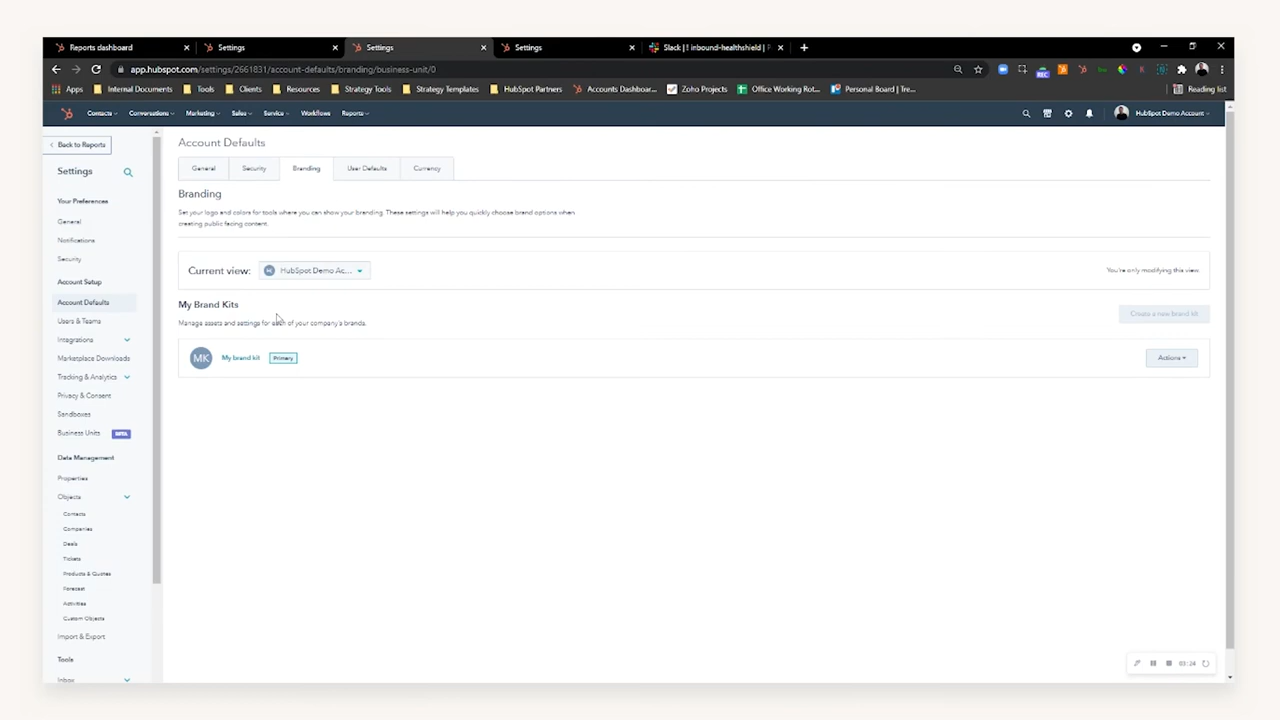 Reports dashboard
Settings
Settings
Settings
Slack | ! inbound-healthshield | P
app.hubspot.com/settings/2661831/account-defaults/branding/business-unit/0
REC
Apps
Internal Documents
Tools
Clients
Resources
Strategy Tools
Strategy Templates
HubSpot Partners
Accounts Dashboar...
Zoho Projects
Office Working Rot...
Personal Board | Tre...
Reading list
Contacts
Conversations
Marketing
Sales
Service
Workflows
Reports
HubSpot Demo Account
Back to Reports
Settings
Your Preferences
General
Notifications
Security
Account Setup
Account Defaults
Users & Teams
Integrations
Marketplace Downloads
Tracking & Analytics
Privacy & Consent
Sandboxes
Business Units BETA
Data Management
Properties
Objects
Contacts
Companies
Deals
Tickets
Products & Quotes
Forecast
Activities
Custom Objects
Import & Export
Tools
Inbox
Account Defaults
General
Security
Branding
User Defaults
Currency
Branding
Set your logo and colors for tools where you can show your branding. These settings will help you quickly choose brand options when
creating public facing content.
Current view: MK HubSpot Demo Ac...
You're only modifying this view.
My Brand Kits
Manage assets and settings for each of your company's brands.
Create a new brand kit
MK My brand kit Primary
Actions
03:24